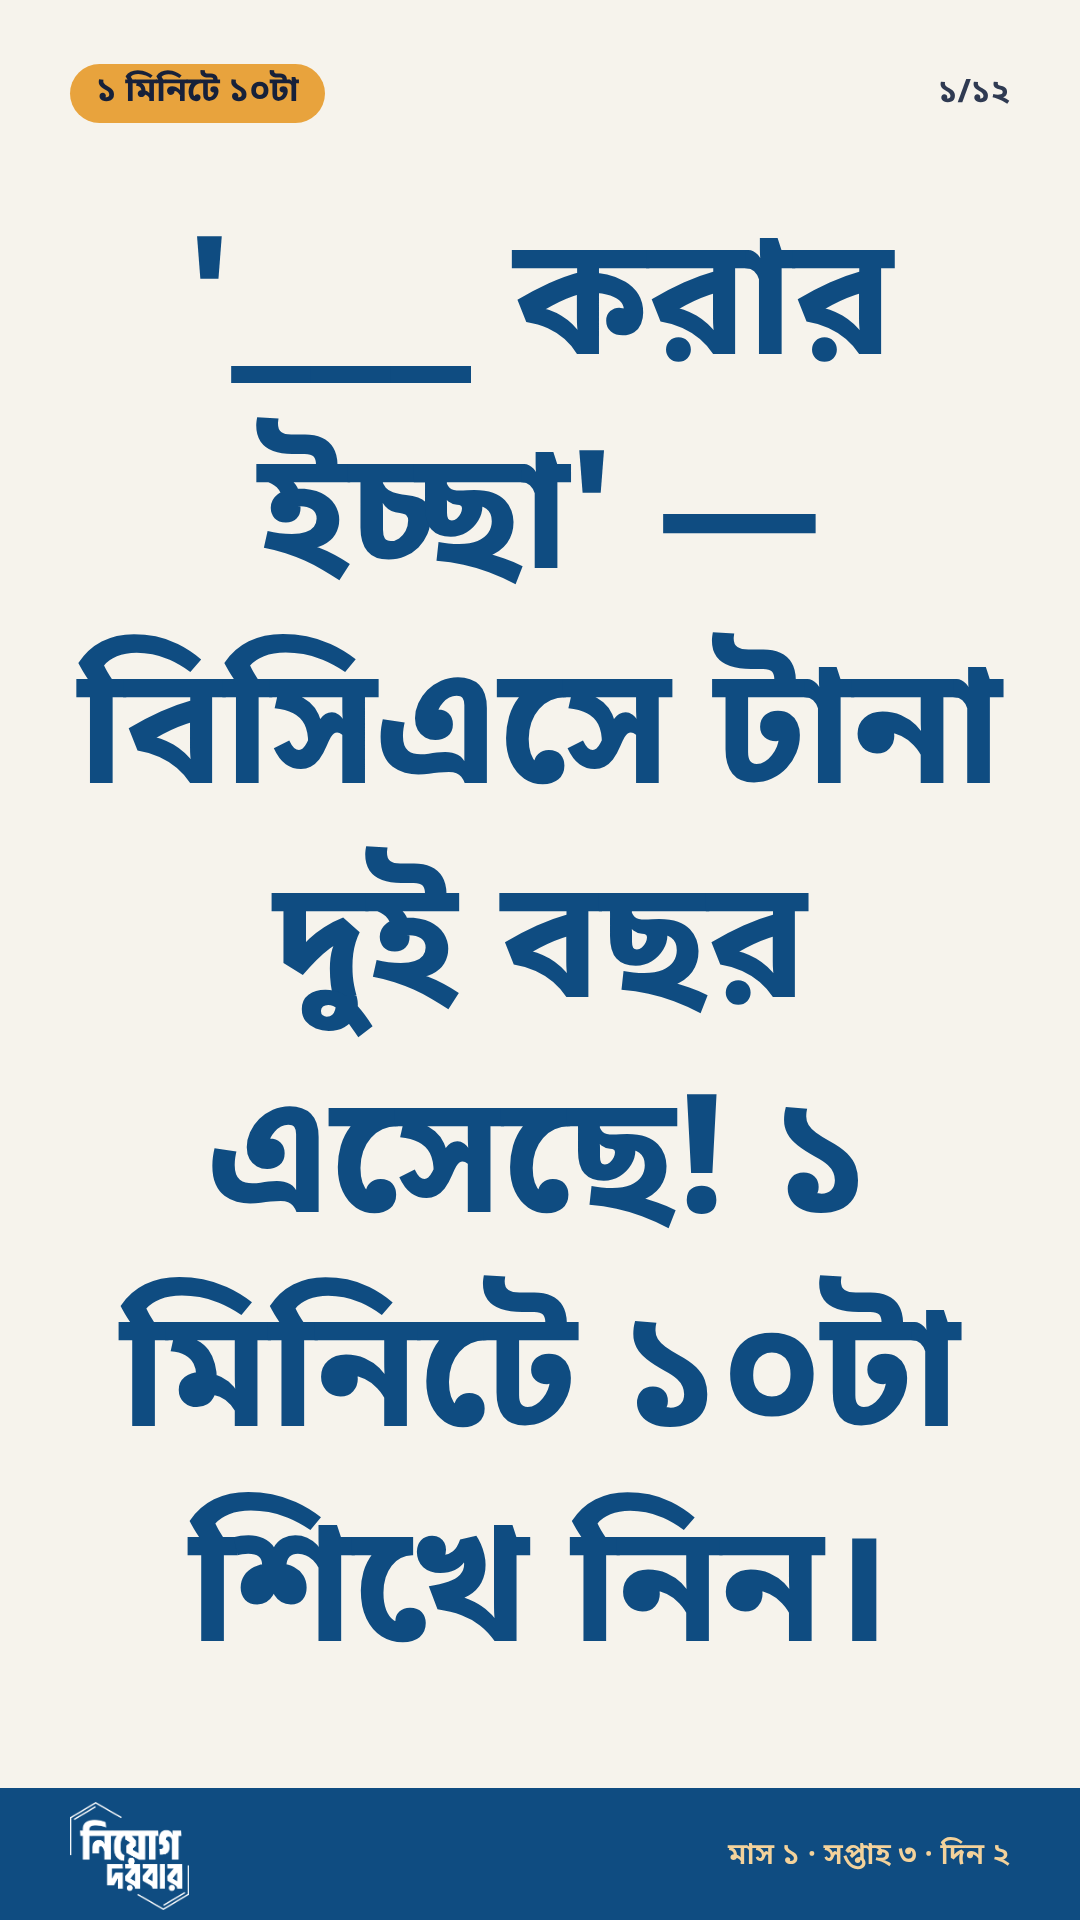 ১ মিনিটে ১০টা
১/১২
'___ করার
ইচ্ছা' —
বিসিএসে টানা
দুই বছর
এসেছে! ১
মিনিটে ১০টা
শিখে নিন।
নিয়োগ
দরবার
মাস ১ · সপ্তাহ ৩ · দিন ২